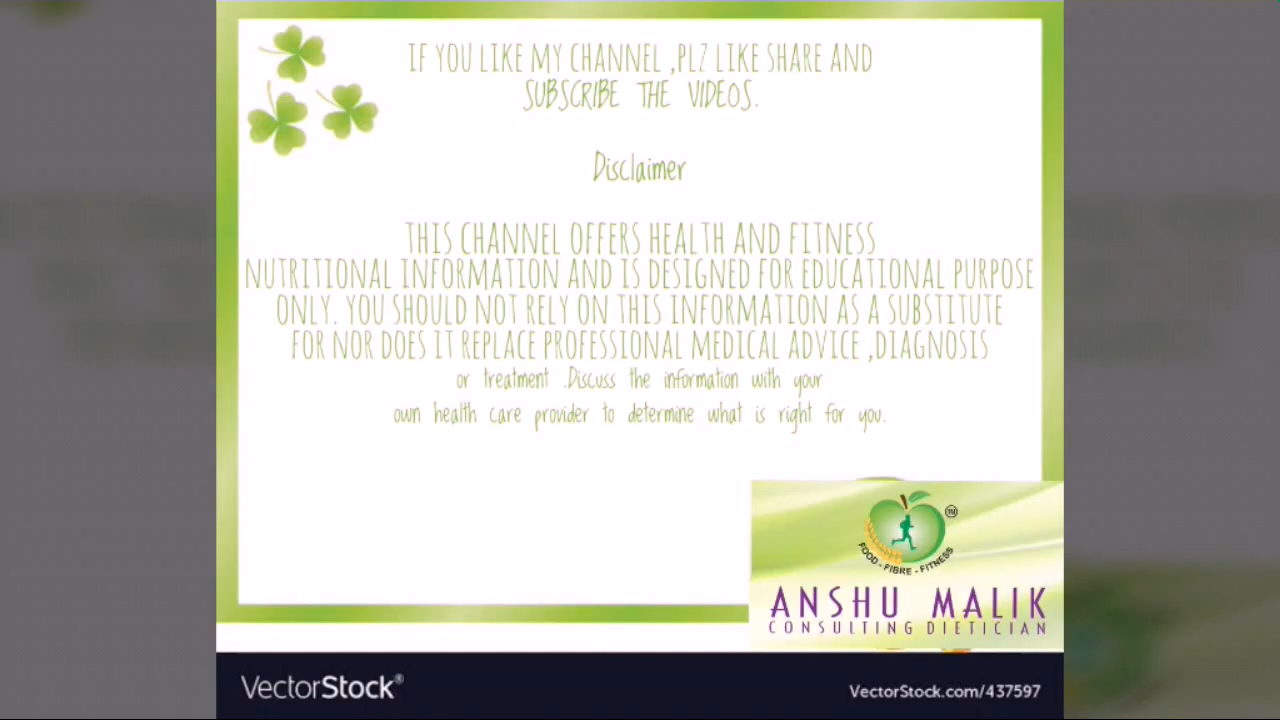 IF YOU LIKE MY CHANNEL ,PLZ LIKE SHARE AND
SUBSCRIBE THE VIDEOS.
Disclaimer
THIS CHANNEL OFFERS HEALTH AND FITNESS
NUTRITIONAL INFORMATION AND IS DESIGNED FOR EDUCATIONAL PURPOSE
ONLY. YOU SHOULD NOT RELY ON THIS INFORMATION AS A SUBSTITUTE
FOR NOR DOES IT REPLACE PROFESSIONAL MEDICAL ADVICE ,DIAGNOSIS
or treatment .Discuss the information with your
own health care provider to determine what is right for you.
TM
FOOD - FIBRE - FITNESS
ANSHU MALIK
CONSULTING DIETICIAN
VectorStock®
VectorStock.com/437597